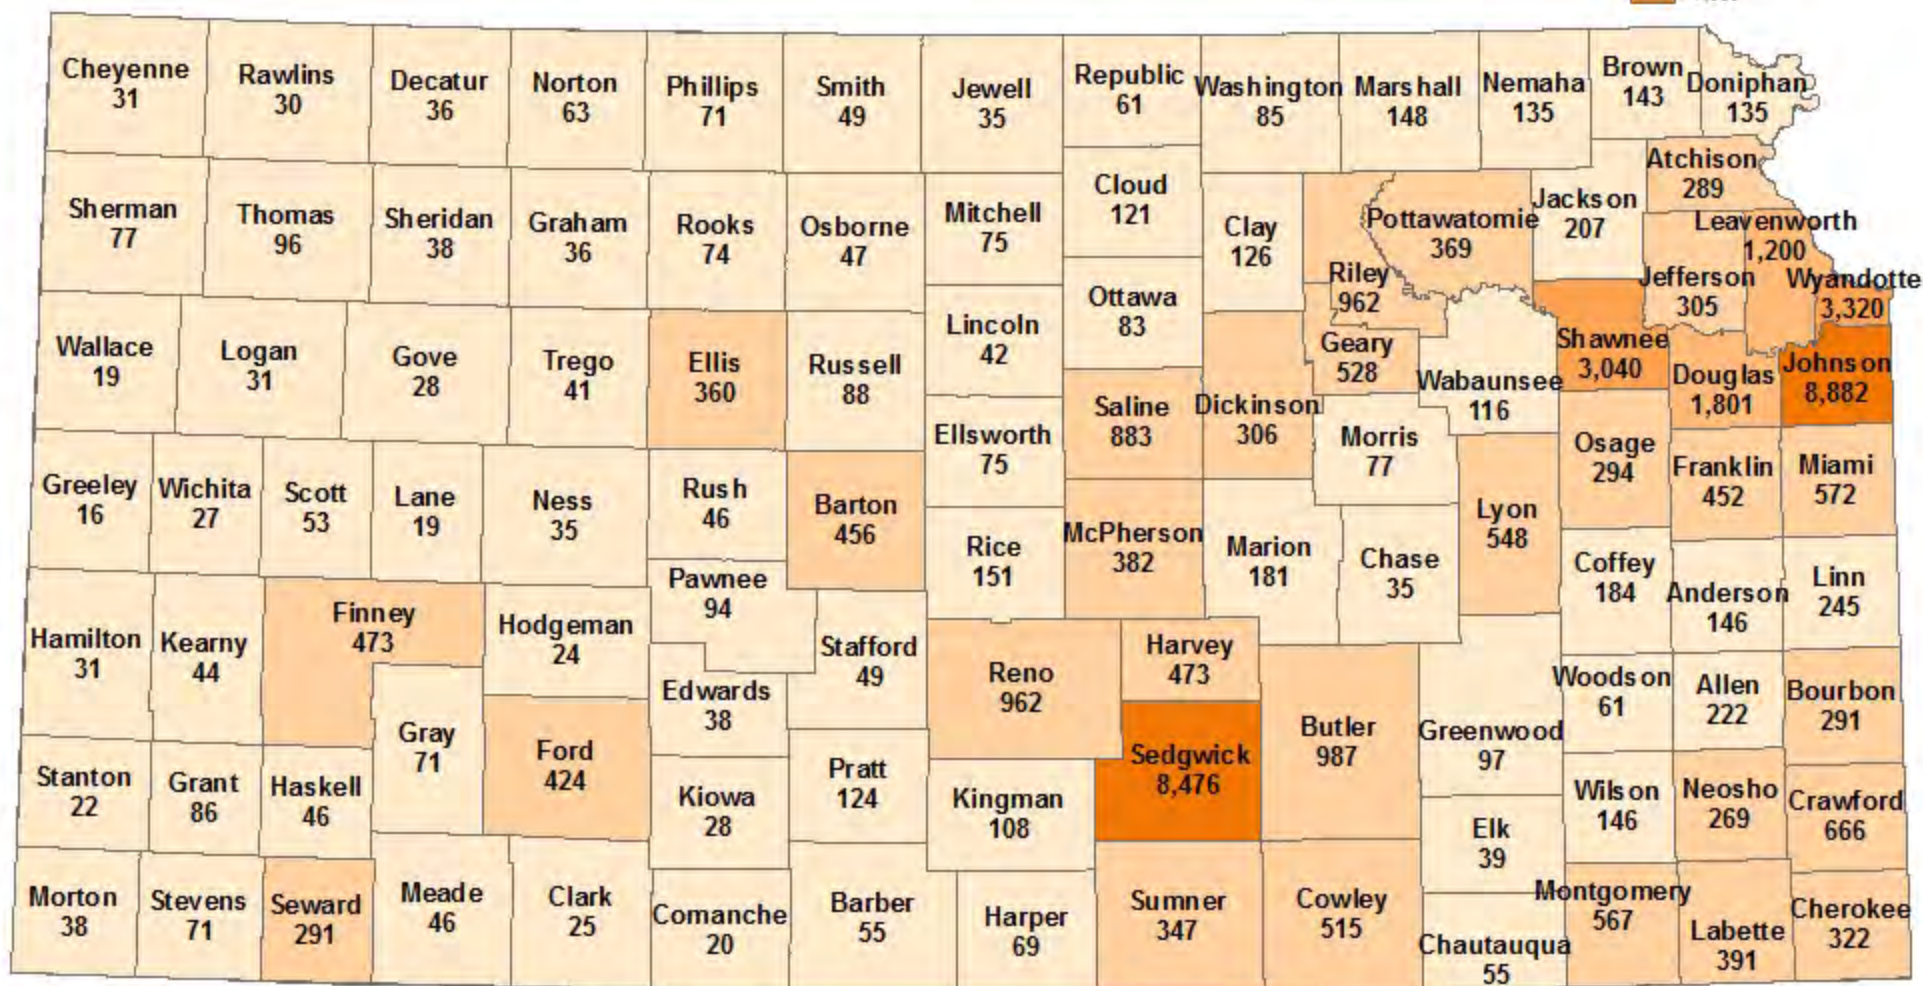 Cheyenne
31
Rawlins
30
Decatur
36
Norton
63
Phillips
71
Smith
49
Jewell
35
Republic
61
Washington
85
Marshall
148
Nemaha
135
Brown
143
Doniphan
135
Sherman
77
Thomas
96
Sheridan
38
Graham
36
Rooks
74
Osborne
47
Mitchell
75
Cloud
121
Clay
126
Riley
962
Pottawatomie
369
Jackson
207
Atchison
289
Leavenworth
1,200
Jefferson
305
Wyandotte
3,320
Wallace
19
Logan
31
Gove
28
Trego
41
Ellis
360
Russell
88
Lincoln
42
Ottawa
83
Saline
883
Dickinson
306
Geary
528
Wabaunsee
116
Shawnee
3,040
Douglas
1,801
Johnson
8,882
Greeley
16
Wichita
27
Scott
53
Lane
19
Ness
35
Rush
46
Barton
456
Ellsworth
75
Rice
151
McPherson
382
Marion
181
Morris
77
Chase
35
Lyon
548
Osage
294
Franklin
452
Miami
572
Coffey
184
Anderson
146
Linn
245
Hamilton
31
Kearny
44
Finney
473
Hodgeman
24
Pawnee
94
Stafford
49
Edwards
38
Gray
71
Ford
424
Reno
962
Harvey
473
Sedgwick
8,476
Butler
987
Greenwood
97
Woodson
61
Allen
222
Bourbon
291
Stanton
22
Grant
86
Haskell
46
Kiowa
28
Pratt
124
Kingman
108
Elk
39
Wilson
146
Neosho
269
Crawford
666
Morton
38
Stevens
71
Seward
291
Meade
46
Clark
25
Comanche
20
Barber
55
Harper
69
Sumner
347
Cowley
515
Chautauqua
55
Montgomery
567
Labette
391
Cherokee
322